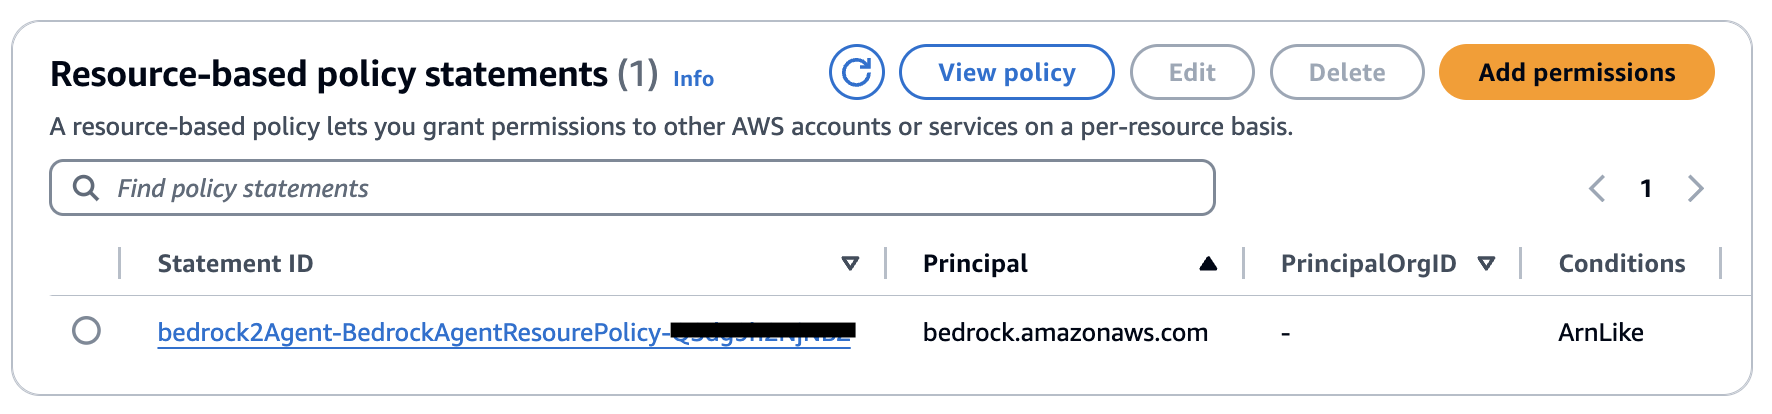 Resource-based policy statements (1) Info
View policy
Edit
Delete
Add permissions
A resource-based policy lets you grant permissions to other AWS accounts or services on a per-resource basis.
Find policy statements
1
Statement ID
Principal
PrincipalOrgID
Conditions
bedrock2Agent-BedrockAgentResourePolicy-
bedrock.amazonaws.com
-
ArnLike